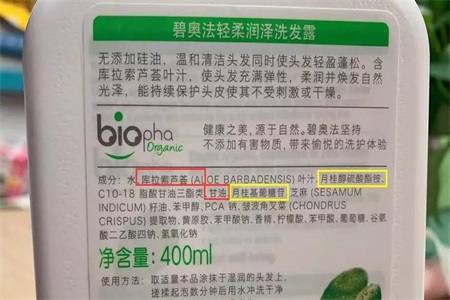 碧奥法轻柔润泽洗发露
无添加硅油，温和清洁头发同时使头发轻盈蓬松。含
库拉索芦荟叶汁，使头发充满弹性，柔润并焕发自然
光泽，能持续保护头皮使其不受刺激或干燥。
biopha
Organic
健康之美，源于自然。碧奥法坚持
不添加有害物质，带来愉悦的洗护体验
成分：水、库拉索芦荟 (ALOE BARBADENSIS) 叶汁、月桂醇硫酸酯铵、
C10-18 脂酸甘油三酯类、甘油、月桂基葡糖苷、芝麻 (SESAMUM
INDICUM) 籽油、苯甲醇、PCA 钠、皱波角叉菜 (CHONDRUS
CRISPUS) 提取物、黄原胶、苯甲酸钠、香精、柠檬酸、苯甲酸、葡萄糖、谷氨
酸二乙酸四钠、氢氧化钠
净含量：400ml
使用方法：取适量本品涂抹于湿润的头发上，
搓揉起泡数分钟后用水冲洗干净